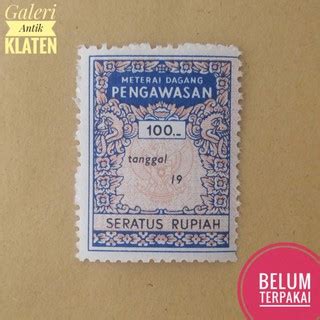 Galeri
Antik
KLATEN
METERAI DAGANG
PENGAWASAN
100.-
tanggal
19
SERATUS RUPIAH
BELUM
TERPAKAI